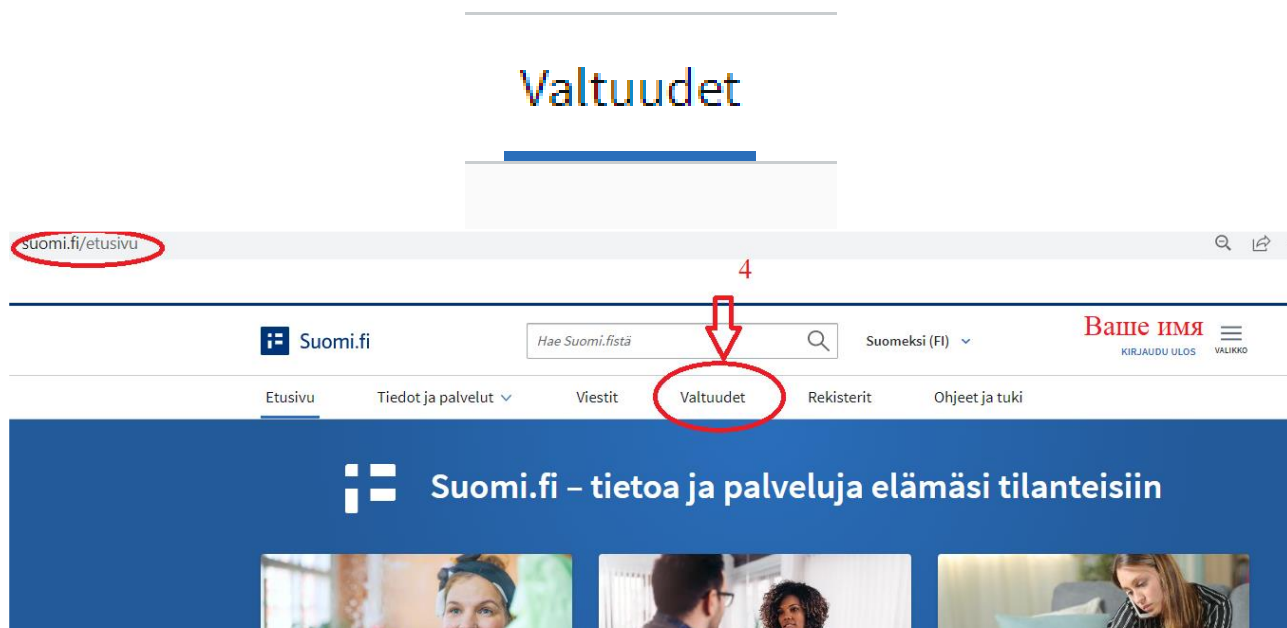 Valtuudet
suomi.fi/etusivu
4
Suomi.fi
Hae Suomi.fistä
Suomeksi (FI)
Ваше имя
KIRJAUDU ULOS
VALIKKO
Etusivu
Tiedot ja palvelut
Viestit
Valtuudet
Rekisterit
Ohjeet ja tuki
Suomi.fi – tietoa ja palveluja elämäsi tilanteisiin